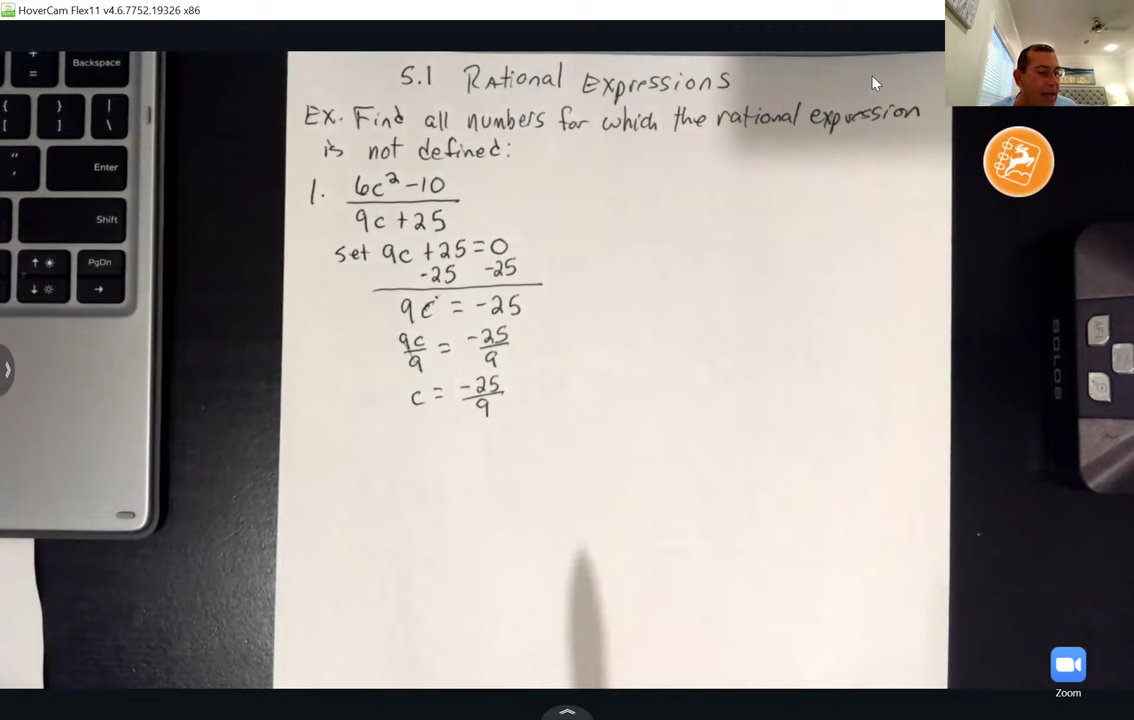 HoverCam Flex11 v4.6.7752.19326 x86
5.1 Rational Expressions
Ex. Find all numbers for which the rational expression
is not defined:
1. 6c² -10
9c +25
set 9c +25=0
-25 -25
9c = -25
9c/9 = -25/9
c = -25/9
+
=
Backspace
{
[
}
]
|
\
"
'
Enter
Shift
PgDn
Zoom